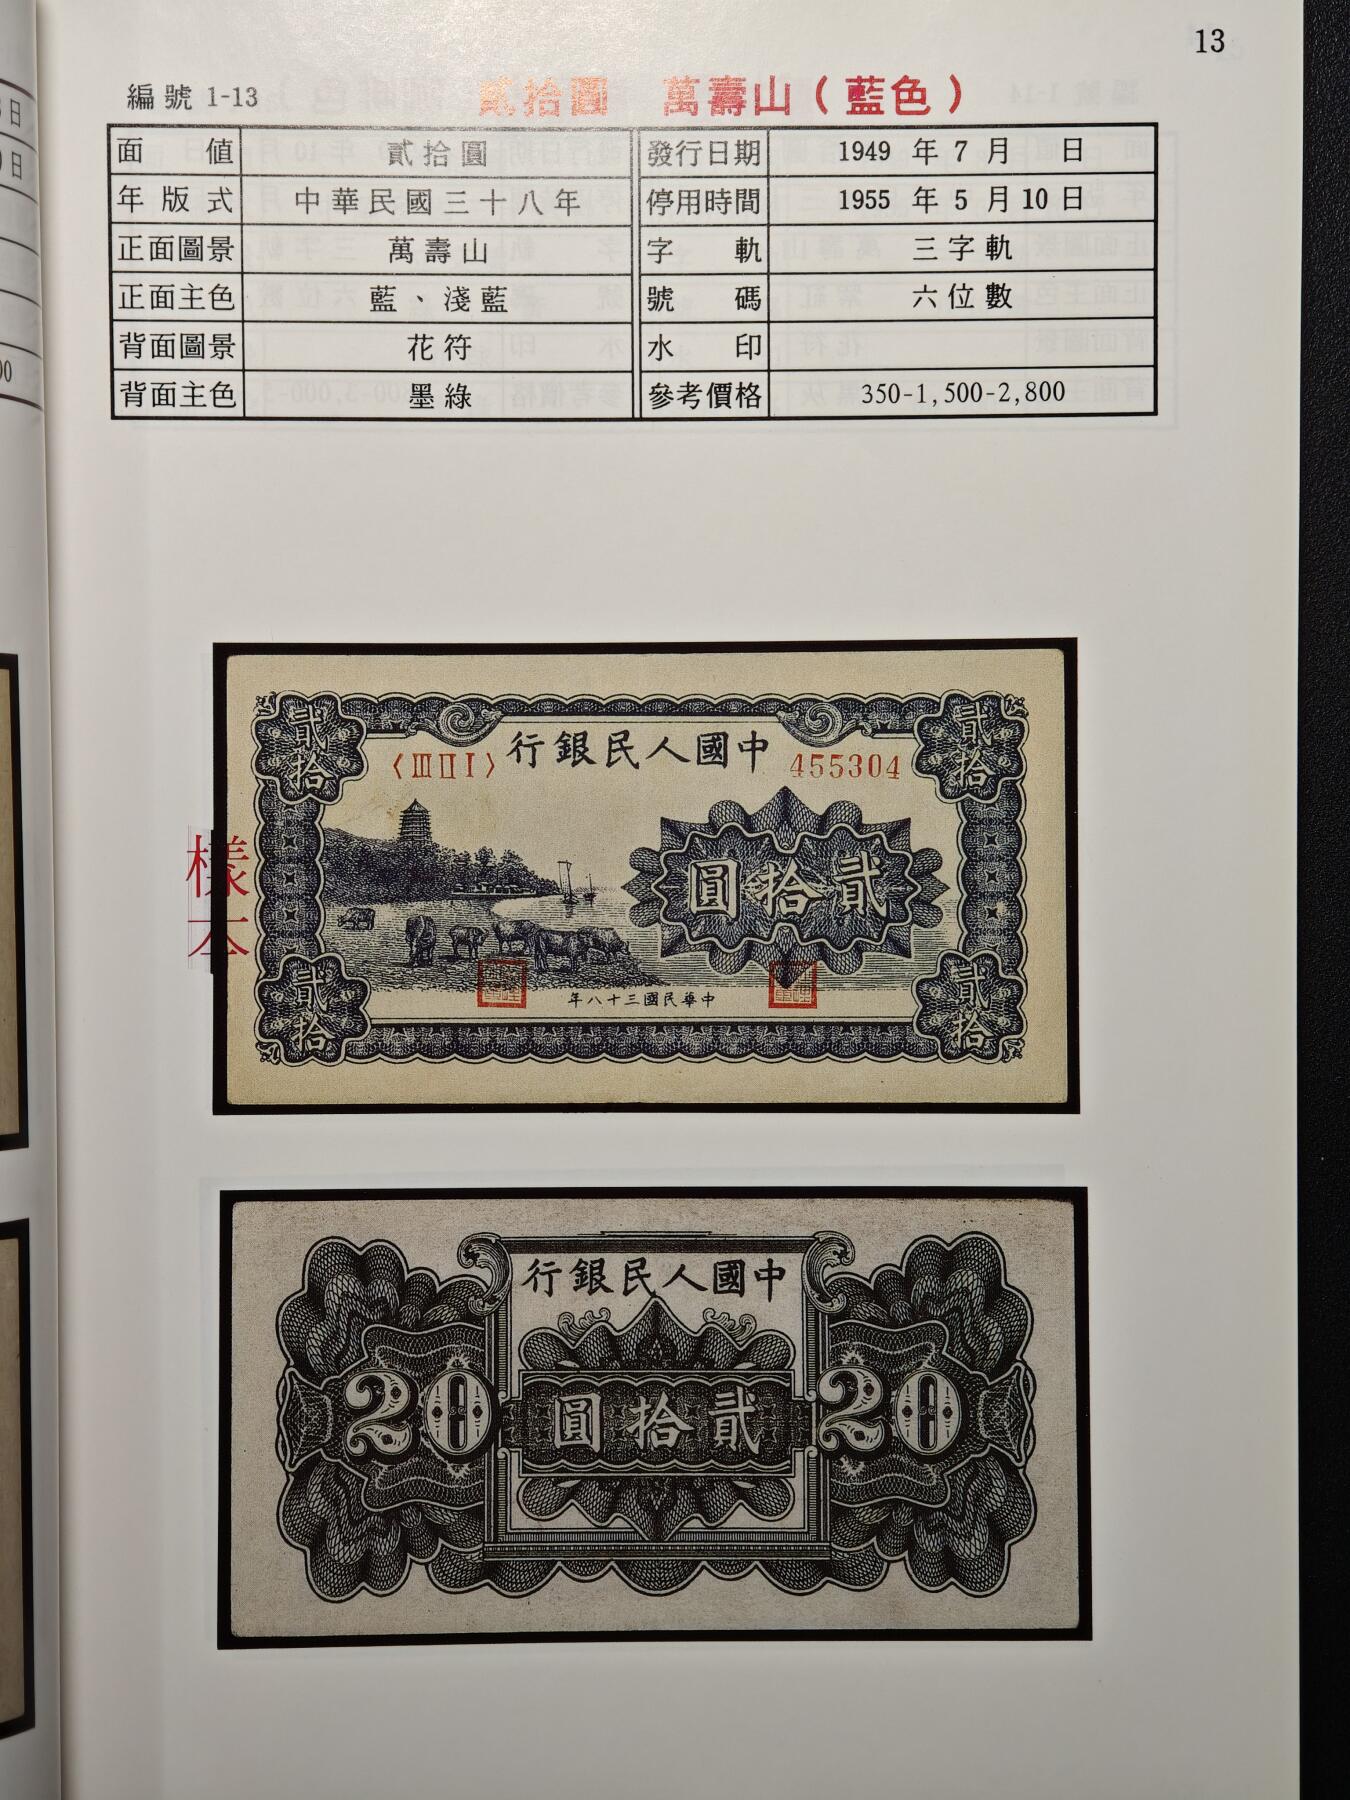 13
編號 1-13
貳拾圓 萬壽山(藍色)
面值 貳拾圓 發行日期 1949 年 7 月 日
年版式 中華民國三十八年 停用時間 1955 年 5 月 10 日
正面圖景 萬壽山 字軌 三字軌
正面主色 藍、淺藍 號碼 六位數
背面圖景 花符 水印
背面主色 墨綠 參考價格 350-1,500-2,800
貳拾 貳拾
行銀民人國中
〈III II I〉 455304
樣本
圓拾貳
年八十三國民華中
貳拾 貳拾
行銀民人國中
20 圓拾貳 20